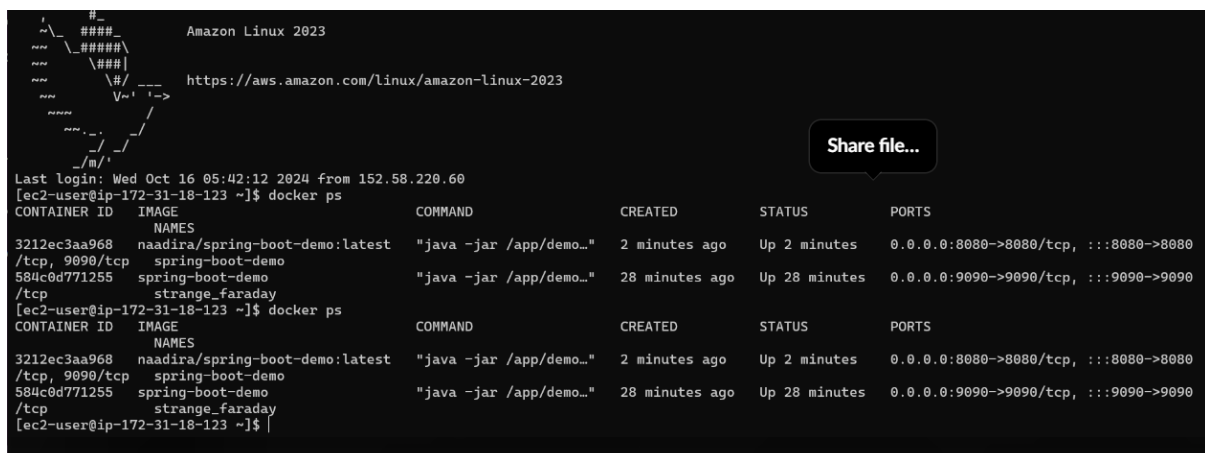 ,     #_
~\_  ####_        Amazon Linux 2023
~~  \_#####\
~~     \###|
~~       \#/ ___   https://aws.amazon.com/linux/amazon-linux-2023
~~       V~' '->
~~~         /
~~._.   _/
_/ _/
_/m/'
Share file...
Last login: Wed Oct 16 05:42:12 2024 from 152.58.220.60
[ec2-user@ip-172-31-18-123 ~]$ docker ps
CONTAINER ID   IMAGE                             COMMAND                  CREATED          STATUS          PORTS
NAMES
3212ec3aa968   naadira/spring-boot-demo:latest   "java -jar /app/demo…"   2 minutes ago    Up 2 minutes    0.0.0.0:8080->8080/tcp, :::8080->8080
/tcp, 9090/tcp   spring-boot-demo
584c0d771255   spring-boot-demo                  "java -jar /app/demo…"   28 minutes ago   Up 28 minutes   0.0.0.0:9090->9090/tcp, :::9090->9090
/tcp             strange_faraday
[ec2-user@ip-172-31-18-123 ~]$ docker ps
CONTAINER ID   IMAGE                             COMMAND                  CREATED          STATUS          PORTS
NAMES
3212ec3aa968   naadira/spring-boot-demo:latest   "java -jar /app/demo…"   2 minutes ago    Up 2 minutes    0.0.0.0:8080->8080/tcp, :::8080->8080
/tcp, 9090/tcp   spring-boot-demo
584c0d771255   spring-boot-demo                  "java -jar /app/demo…"   28 minutes ago   Up 28 minutes   0.0.0.0:9090->9090/tcp, :::9090->9090
/tcp             strange_faraday
[ec2-user@ip-172-31-18-123 ~]$